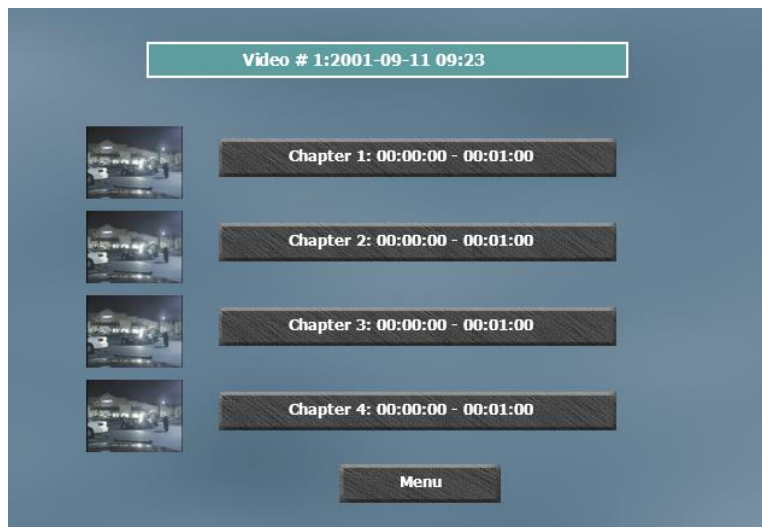 Video # 1:2001-09-11 09:23
Chapter 1: 00:00:00 - 00:01:00
Chapter 2: 00:00:00 - 00:01:00
Chapter 3: 00:00:00 - 00:01:00
Chapter 4: 00:00:00 - 00:01:00
Menu